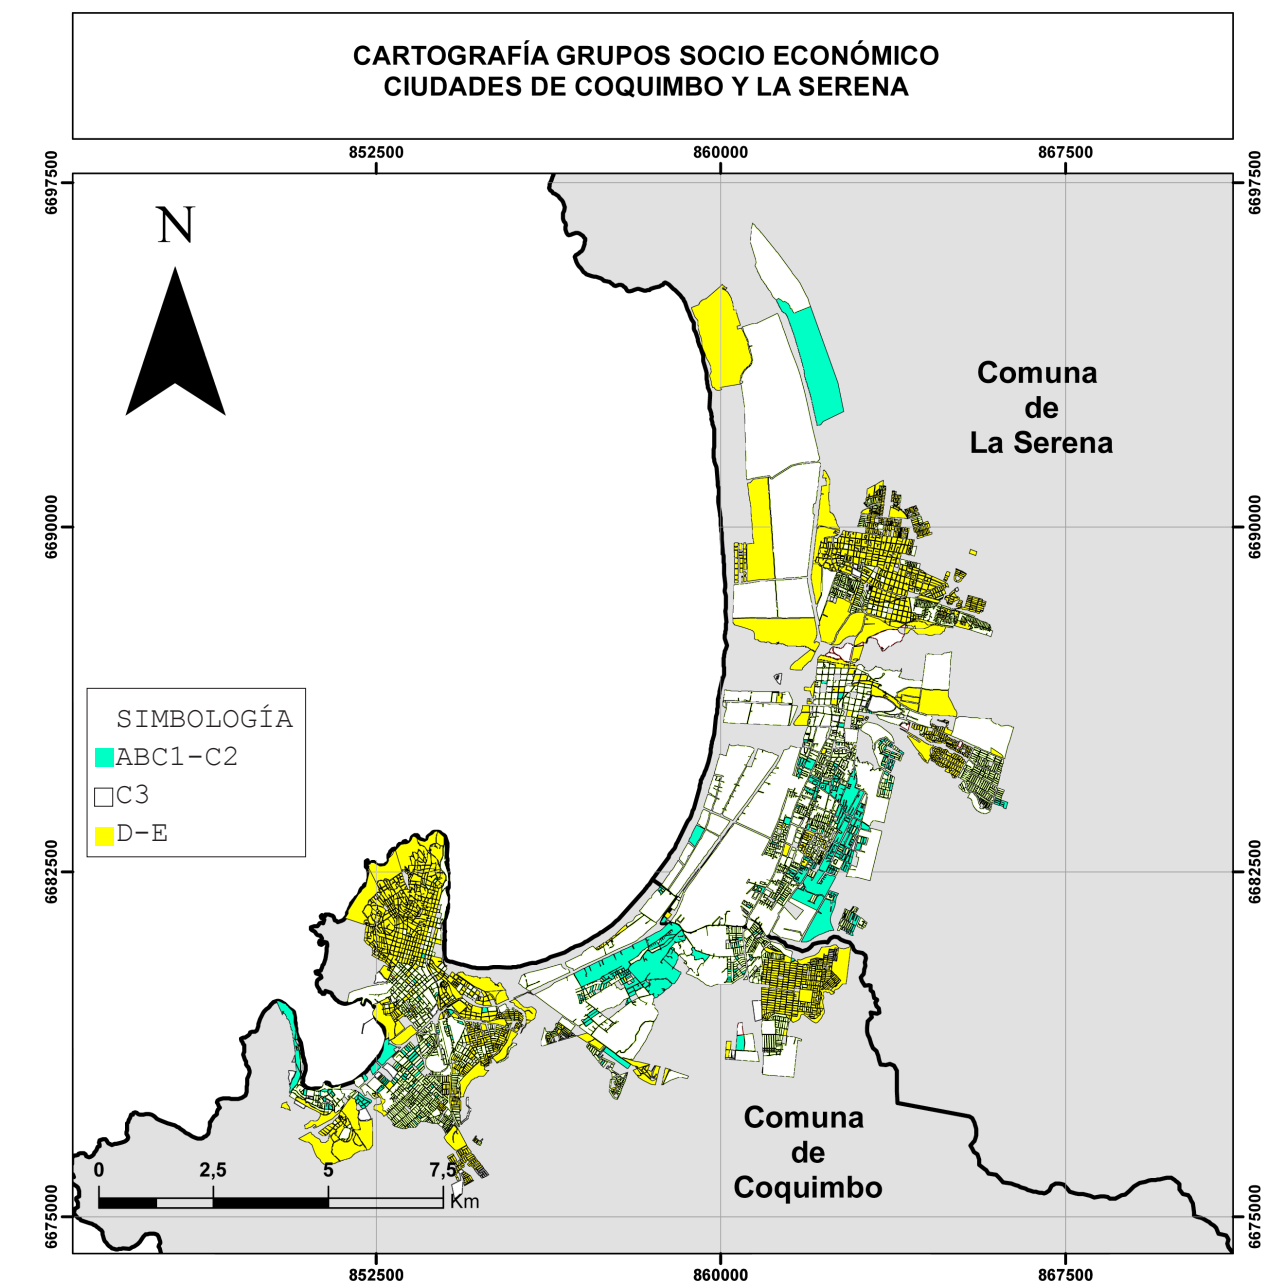 CARTOGRAFÍA GRUPOS SOCIO ECONÓMICO
CIUDADES DE COQUIMBO Y LA SERENA
852500
860000
867500
6697500
6697500
N
Comuna
de
La Serena
6690000
6690000
SIMBOLOGÍA
ABC1-C2
C3
D-E
6682500
6682500
Comuna
de
Coquimbo
0
2,5
5
7,5
Km
6675000
6675000
852500
860000
867500